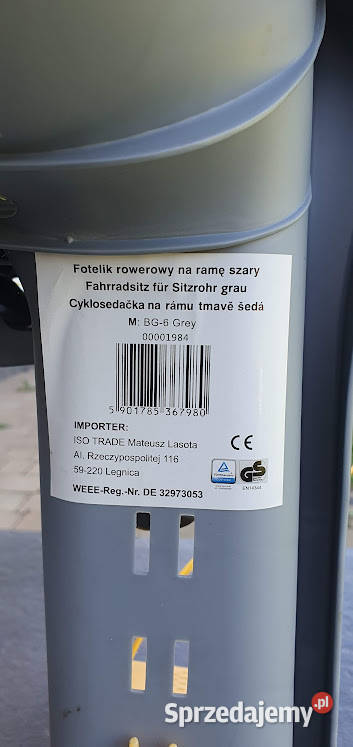 Fotelik rowerowy na ramę szary
Fahrradsitz für Sitzrohr grau
Cyklosedačka na rámu tmavě šedá
M: BG-6 Grey
00001984
5 901785 367980
IMPORTER:
ISO TRADE Mateusz Lasota
Al. Rzeczypospolitej 116
59-220 Legnica
WEEE-Reg.-Nr. DE 32973053
CE
GS
EN14344
Sprzedajemy.pl